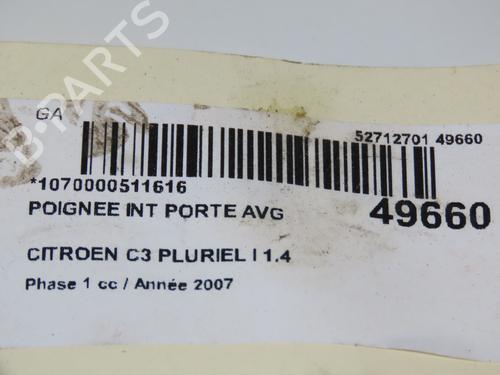 GA
52712701 49660
*1070000511616
POIGNEE INT PORTE AVG
49660
CITROEN C3 PLURIEL I 1.4
Phase 1 cc / Année 2007
B-PARTS